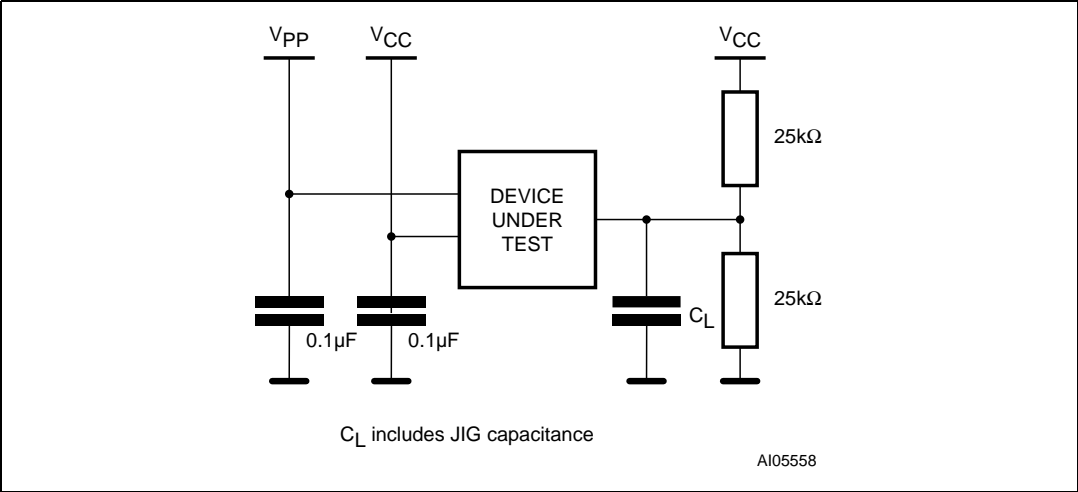 VPP
VCC
VCC
25kΩ
DEVICE
UNDER
TEST
25kΩ
CL
0.1µF
0.1µF
CL includes JIG capacitance
AI05558